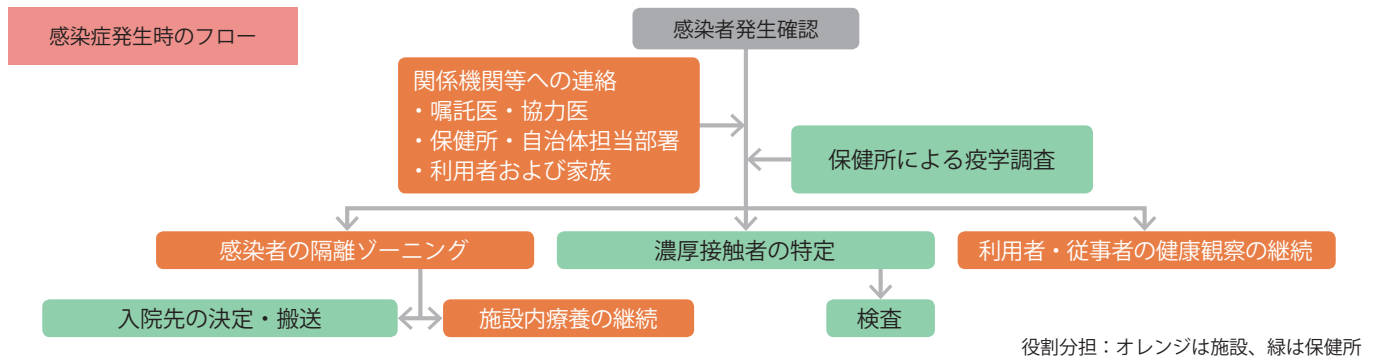 感染症発生時のフロー
感染者発生確認
関係機関等への連絡
・嘱託医・協力医
・保健所・自治体担当部署
・利用者および家族
保健所による疫学調査
感染者の隔離ゾーニング
濃厚接触者の特定
利用者・従事者の健康観察の継続
入院先の決定・搬送
施設内療養の継続
検査
役割分担：オレンジは施設、緑は保健所